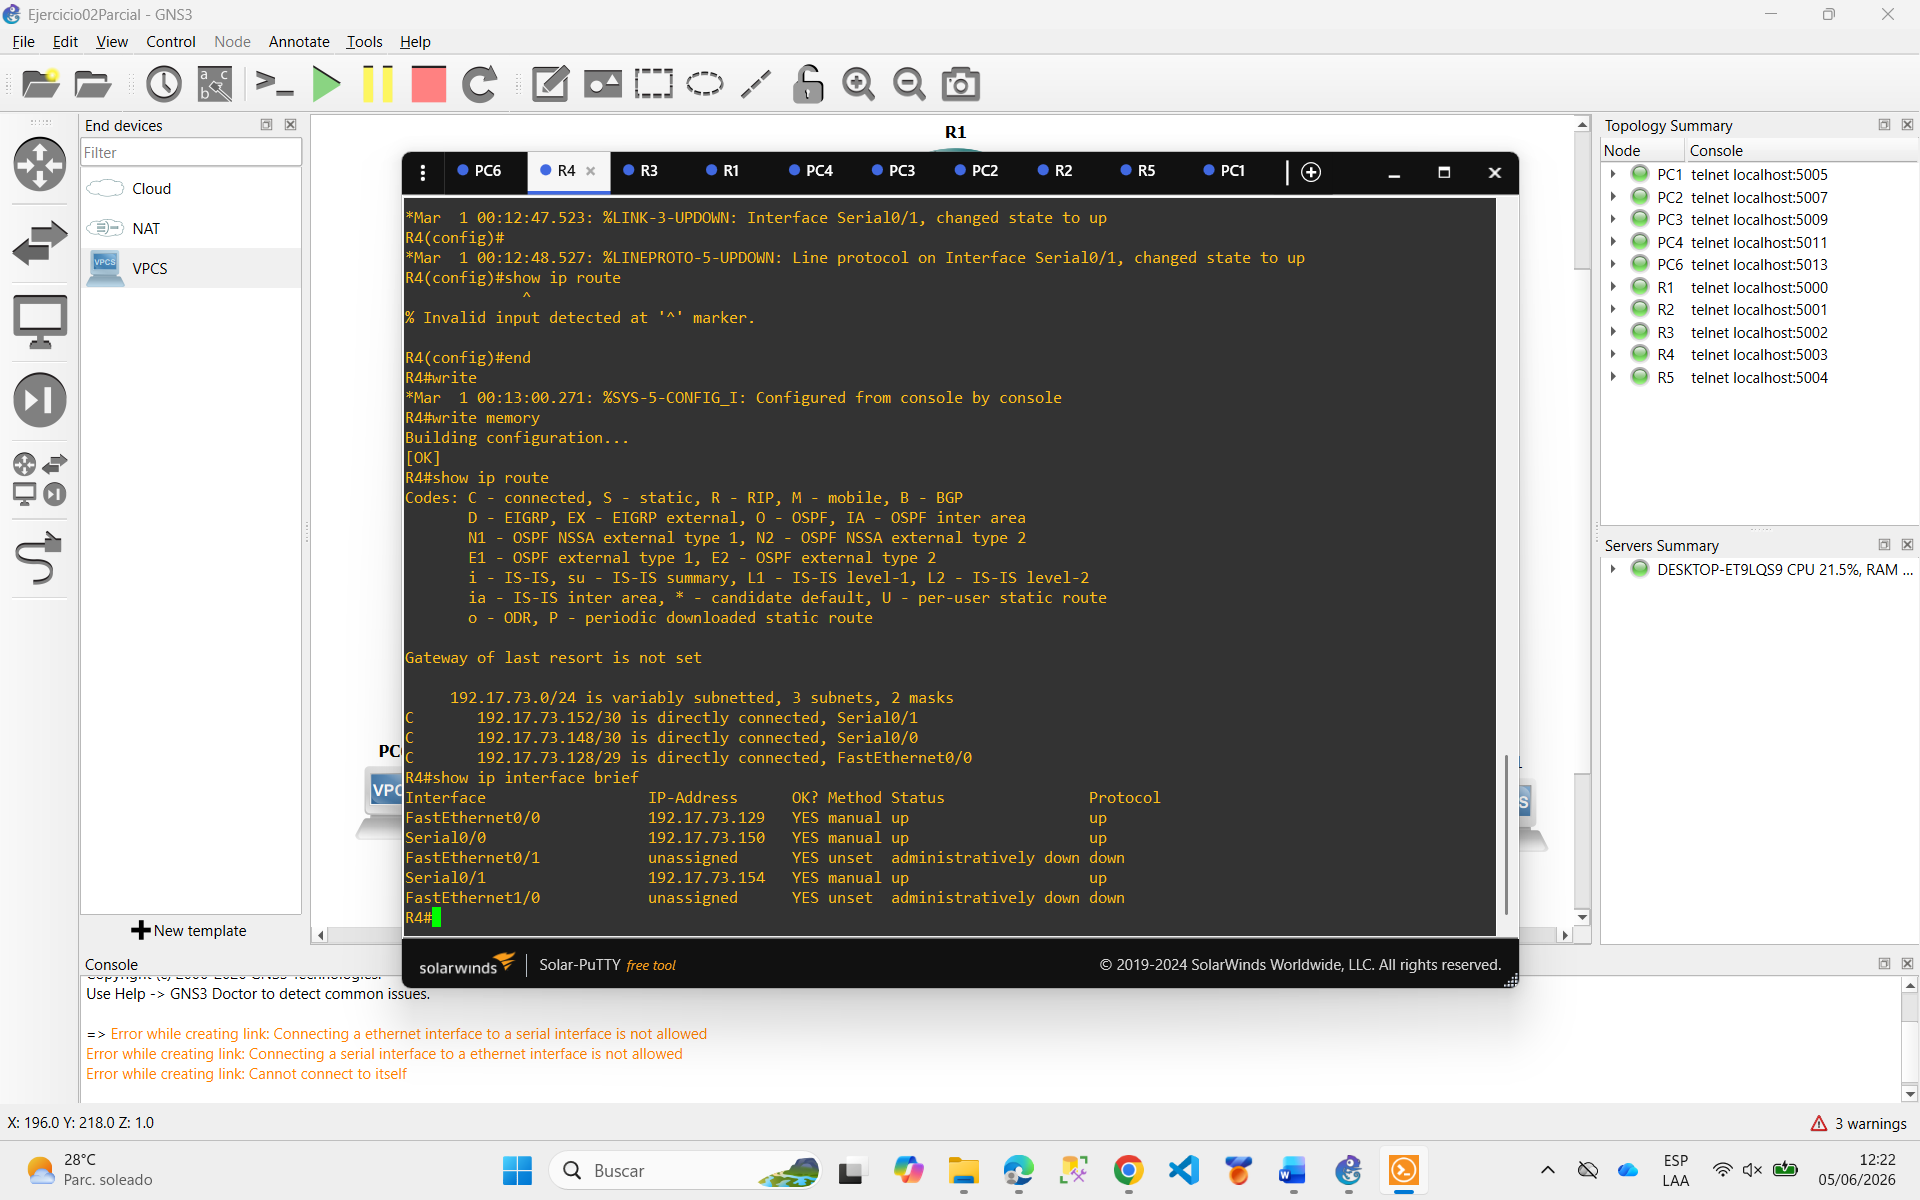 Ejercicio02Parcial - GNS3
File Edit View Control Node Annotate Tools Help
End devices
Filter
Cloud
NAT
VPCS
VPCS
New template
R1
PC6 R4 R3 R1 PC4 PC3 PC2 R2 R5 PC1
*Mar  1 00:12:47.523: %LINK-3-UPDOWN: Interface Serial0/1, changed state to up
R4(config)#
*Mar  1 00:12:48.527: %LINEPROTO-5-UPDOWN: Line protocol on Interface Serial0/1, changed state to up
R4(config)#show ip route
^
% Invalid input detected at '^' marker.
R4(config)#end
R4#write
*Mar  1 00:13:00.271: %SYS-5-CONFIG_I: Configured from console by console
R4#write memory
Building configuration...
[OK]
R4#show ip route
Codes: C - connected, S - static, R - RIP, M - mobile, B - BGP
D - EIGRP, EX - EIGRP external, O - OSPF, IA - OSPF inter area
N1 - OSPF NSSA external type 1, N2 - OSPF NSSA external type 2
E1 - OSPF external type 1, E2 - OSPF external type 2
i - IS-IS, su - IS-IS summary, L1 - IS-IS level-1, L2 - IS-IS level-2
ia - IS-IS inter area, * - candidate default, U - per-user static route
o - ODR, P - periodic downloaded static route
Gateway of last resort is not set
192.17.73.0/24 is variably subnetted, 3 subnets, 2 masks
C       192.17.73.152/30 is directly connected, Serial0/1
C       192.17.73.148/30 is directly connected, Serial0/0
C       192.17.73.128/29 is directly connected, FastEthernet0/0
R4#show ip interface brief
Interface                  IP-Address      OK? Method Status                Protocol
FastEthernet0/0            192.17.73.129   YES manual up                    up
Serial0/0                  192.17.73.150   YES manual up                    up
FastEthernet0/1            unassigned      YES unset  administratively down down
Serial0/1                  192.17.73.154   YES manual up                    up
FastEthernet1/0            unassigned      YES unset  administratively down down
R4#
solarwinds Solar-PuTTY free tool © 2019-2024 SolarWinds Worldwide, LLC. All rights reserved.
Topology Summary
Node Console
PC1 telnet localhost:5005
PC2 telnet localhost:5007
PC3 telnet localhost:5009
PC4 telnet localhost:5011
PC6 telnet localhost:5013
R1 telnet localhost:5000
R2 telnet localhost:5001
R3 telnet localhost:5002
R4 telnet localhost:5003
R5 telnet localhost:5004
Servers Summary
DESKTOP-ET9LQS9 CPU 21.5%, RAM ...
Console
Use Help -> GNS3 Doctor to detect common issues.
=> Error while creating link: Connecting a ethernet interface to a serial interface is not allowed
Error while creating link: Connecting a serial interface to a ethernet interface is not allowed
Error while creating link: Cannot connect to itself
X: 196.0 Y: 218.0 Z: 1.0
3 warnings
28°C
Parc. soleado
Buscar
ESP
LAA
12:22
05/06/2026